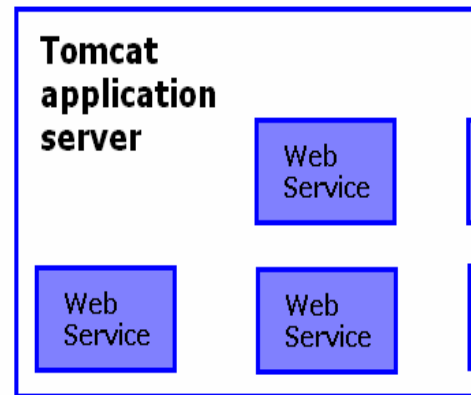 Tomcat
application
server
Web
Service
Web
Service
Web
Service